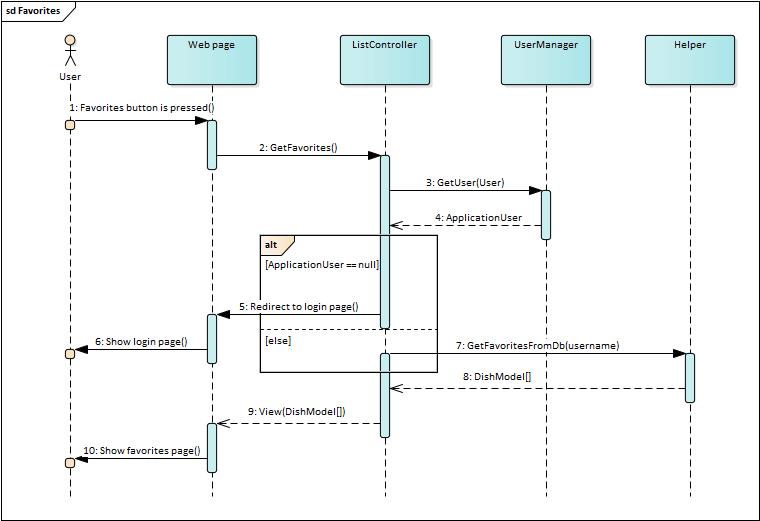 sd Favorites
User
Web page
ListController
UserManager
Helper
1: Favorites button is pressed()
2: GetFavorites()
3: GetUser(User)
4: ApplicationUser
alt
[ApplicationUser == null]
5: Redirect to login page()
6: Show login page()
[else]
7: GetFavoritesFromDb(username)
8: DishModel[]
9: View(DishModel[])
10: Show favorites page()